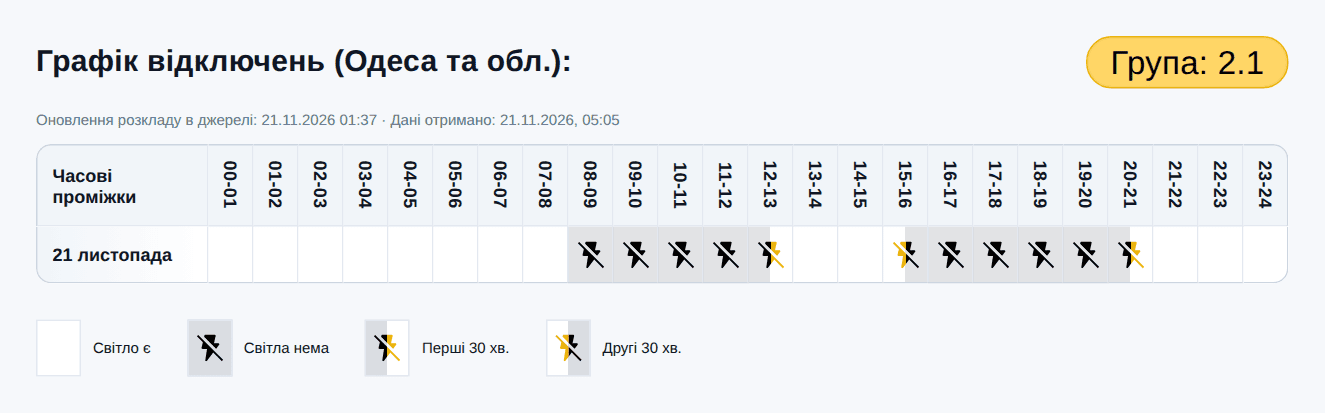 Графік відключень (Одеса та обл.):
Група: 2.1
Оновлення розкладу в джерелі: 21.11.2026 01:37 · Дані отримано: 21.11.2026, 05:05
Часові проміжки 00-01 01-02 02-03 03-04 04-05 05-06 06-07 07-08 08-09 09-10 10-11 11-12 12-13 13-14 14-15 15-16 16-17 17-18 18-19 19-20 20-21 21-22 22-23 23-24
21 листопада
Світло є Світла нема Перші 30 хв. Другі 30 хв.